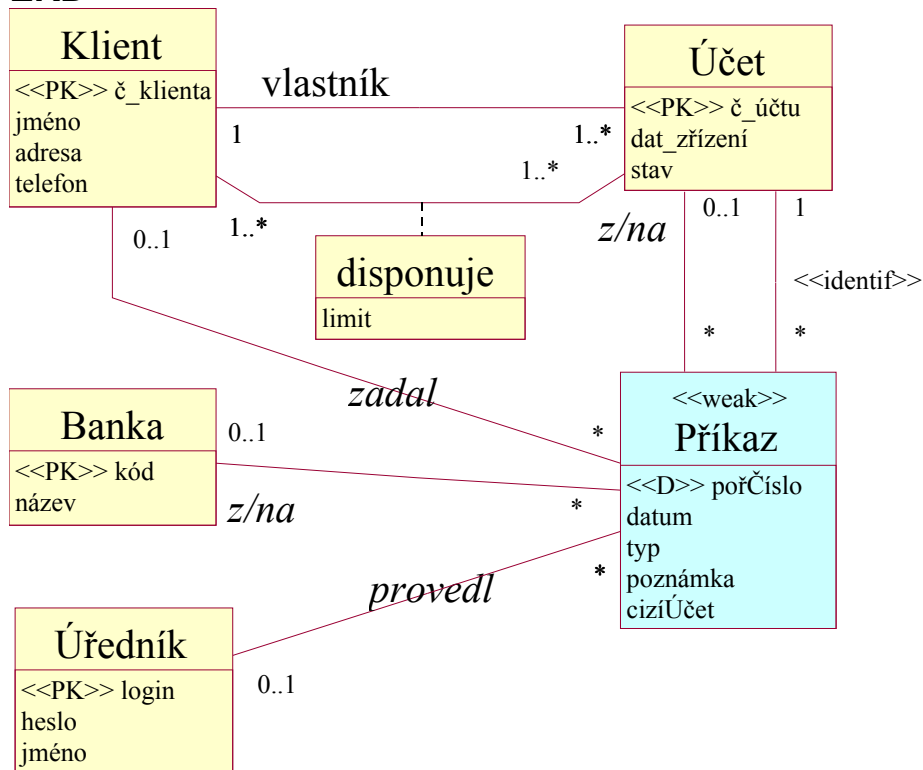 Klient
<<PK>> č_klienta
jméno
adresa
telefon
vlastník
1
1..*
Účet
<<PK>> č_účtu
dat_zřízení
stav
1..*
1..*
disponuje
limit
0..1
z/na
0..1
1
<<identif>>
*
*
zadal
*
Banka
<<PK>> kód
název
0..1
z/na
*
<<weak>>
Příkaz
<<D>> pořČíslo
datum
typ
poznámka
cizíÚčet
provedl
*
0..1
Úředník
<<PK>> login
heslo
jméno